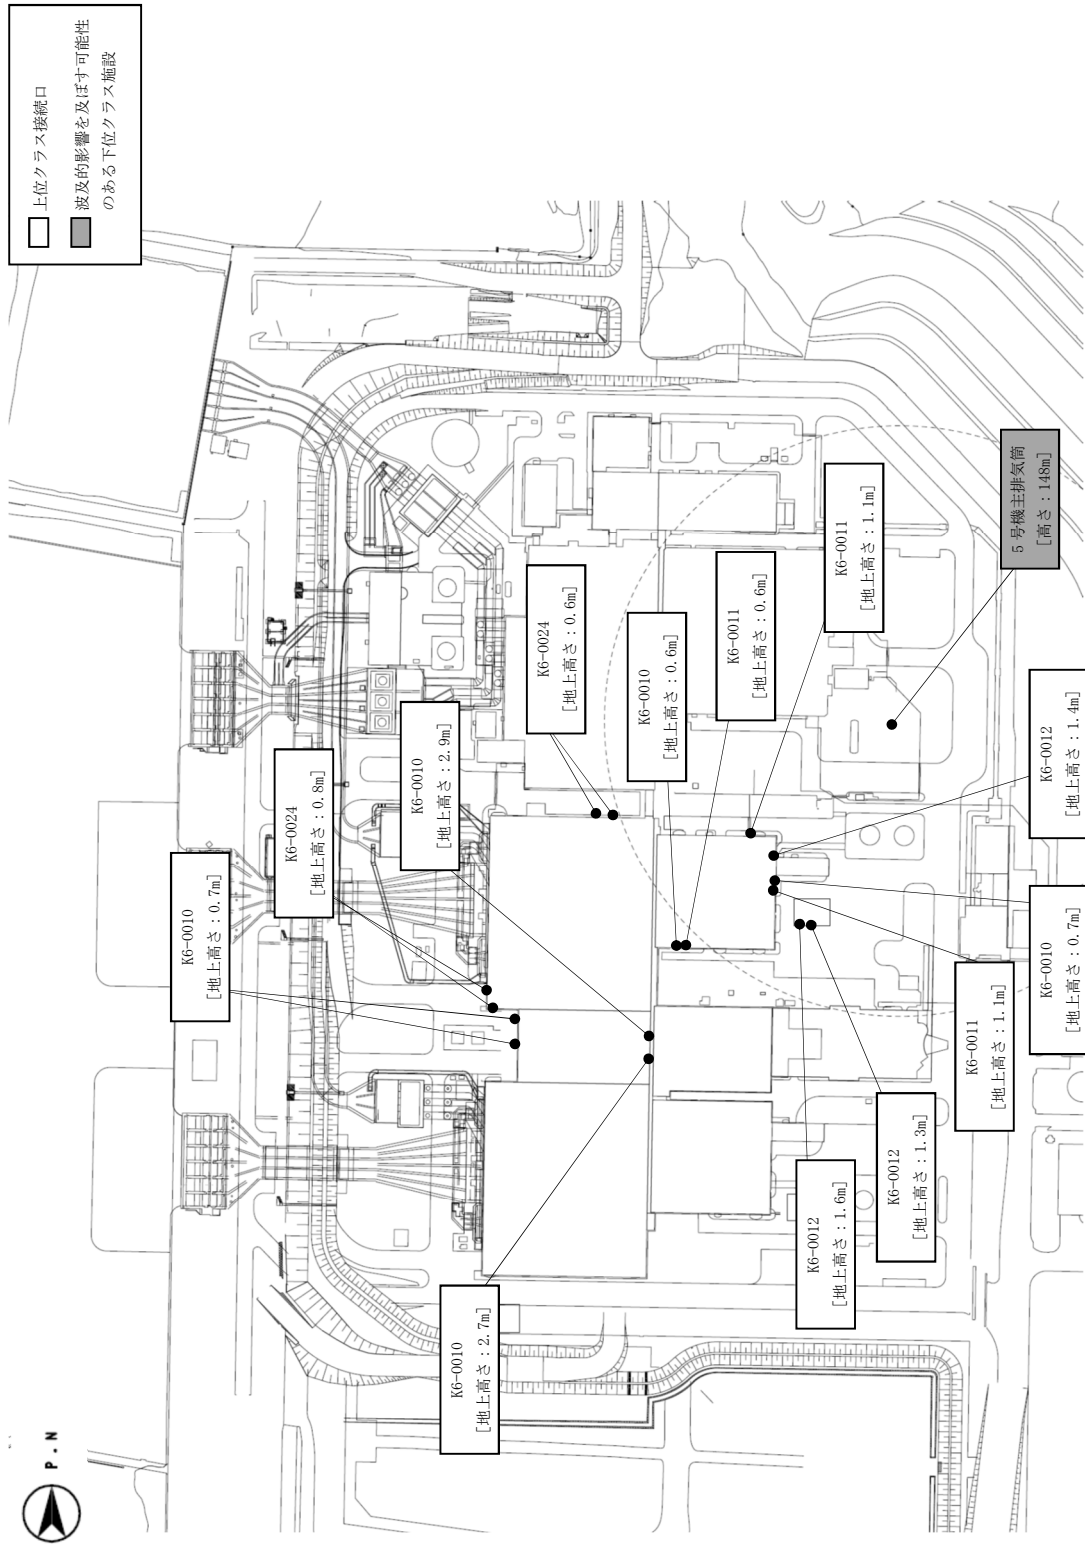 上位クラス接続口
波及的影響を及ぼす可能性
のある下位クラス施設
P.N
K6-0010
[地上高さ：0.7m]
K6-0024
[地上高さ：0.8m]
K6-0010
[地上高さ：2.9m]
K6-0010
[地上高さ：2.7m]
K6-0024
[地上高さ：0.6m]
K6-0010
[地上高さ：0.6m]
K6-0011
[地上高さ：0.6m]
K6-0011
[地上高さ：1.1m]
5 号機主排気筒
[高さ：148m]
K6-0012
[地上高さ：1.4m]
K6-0010
[地上高さ：0.7m]
K6-0011
[地上高さ：1.1m]
K6-0012
[地上高さ：1.3m]
K6-0012
[地上高さ：1.6m]